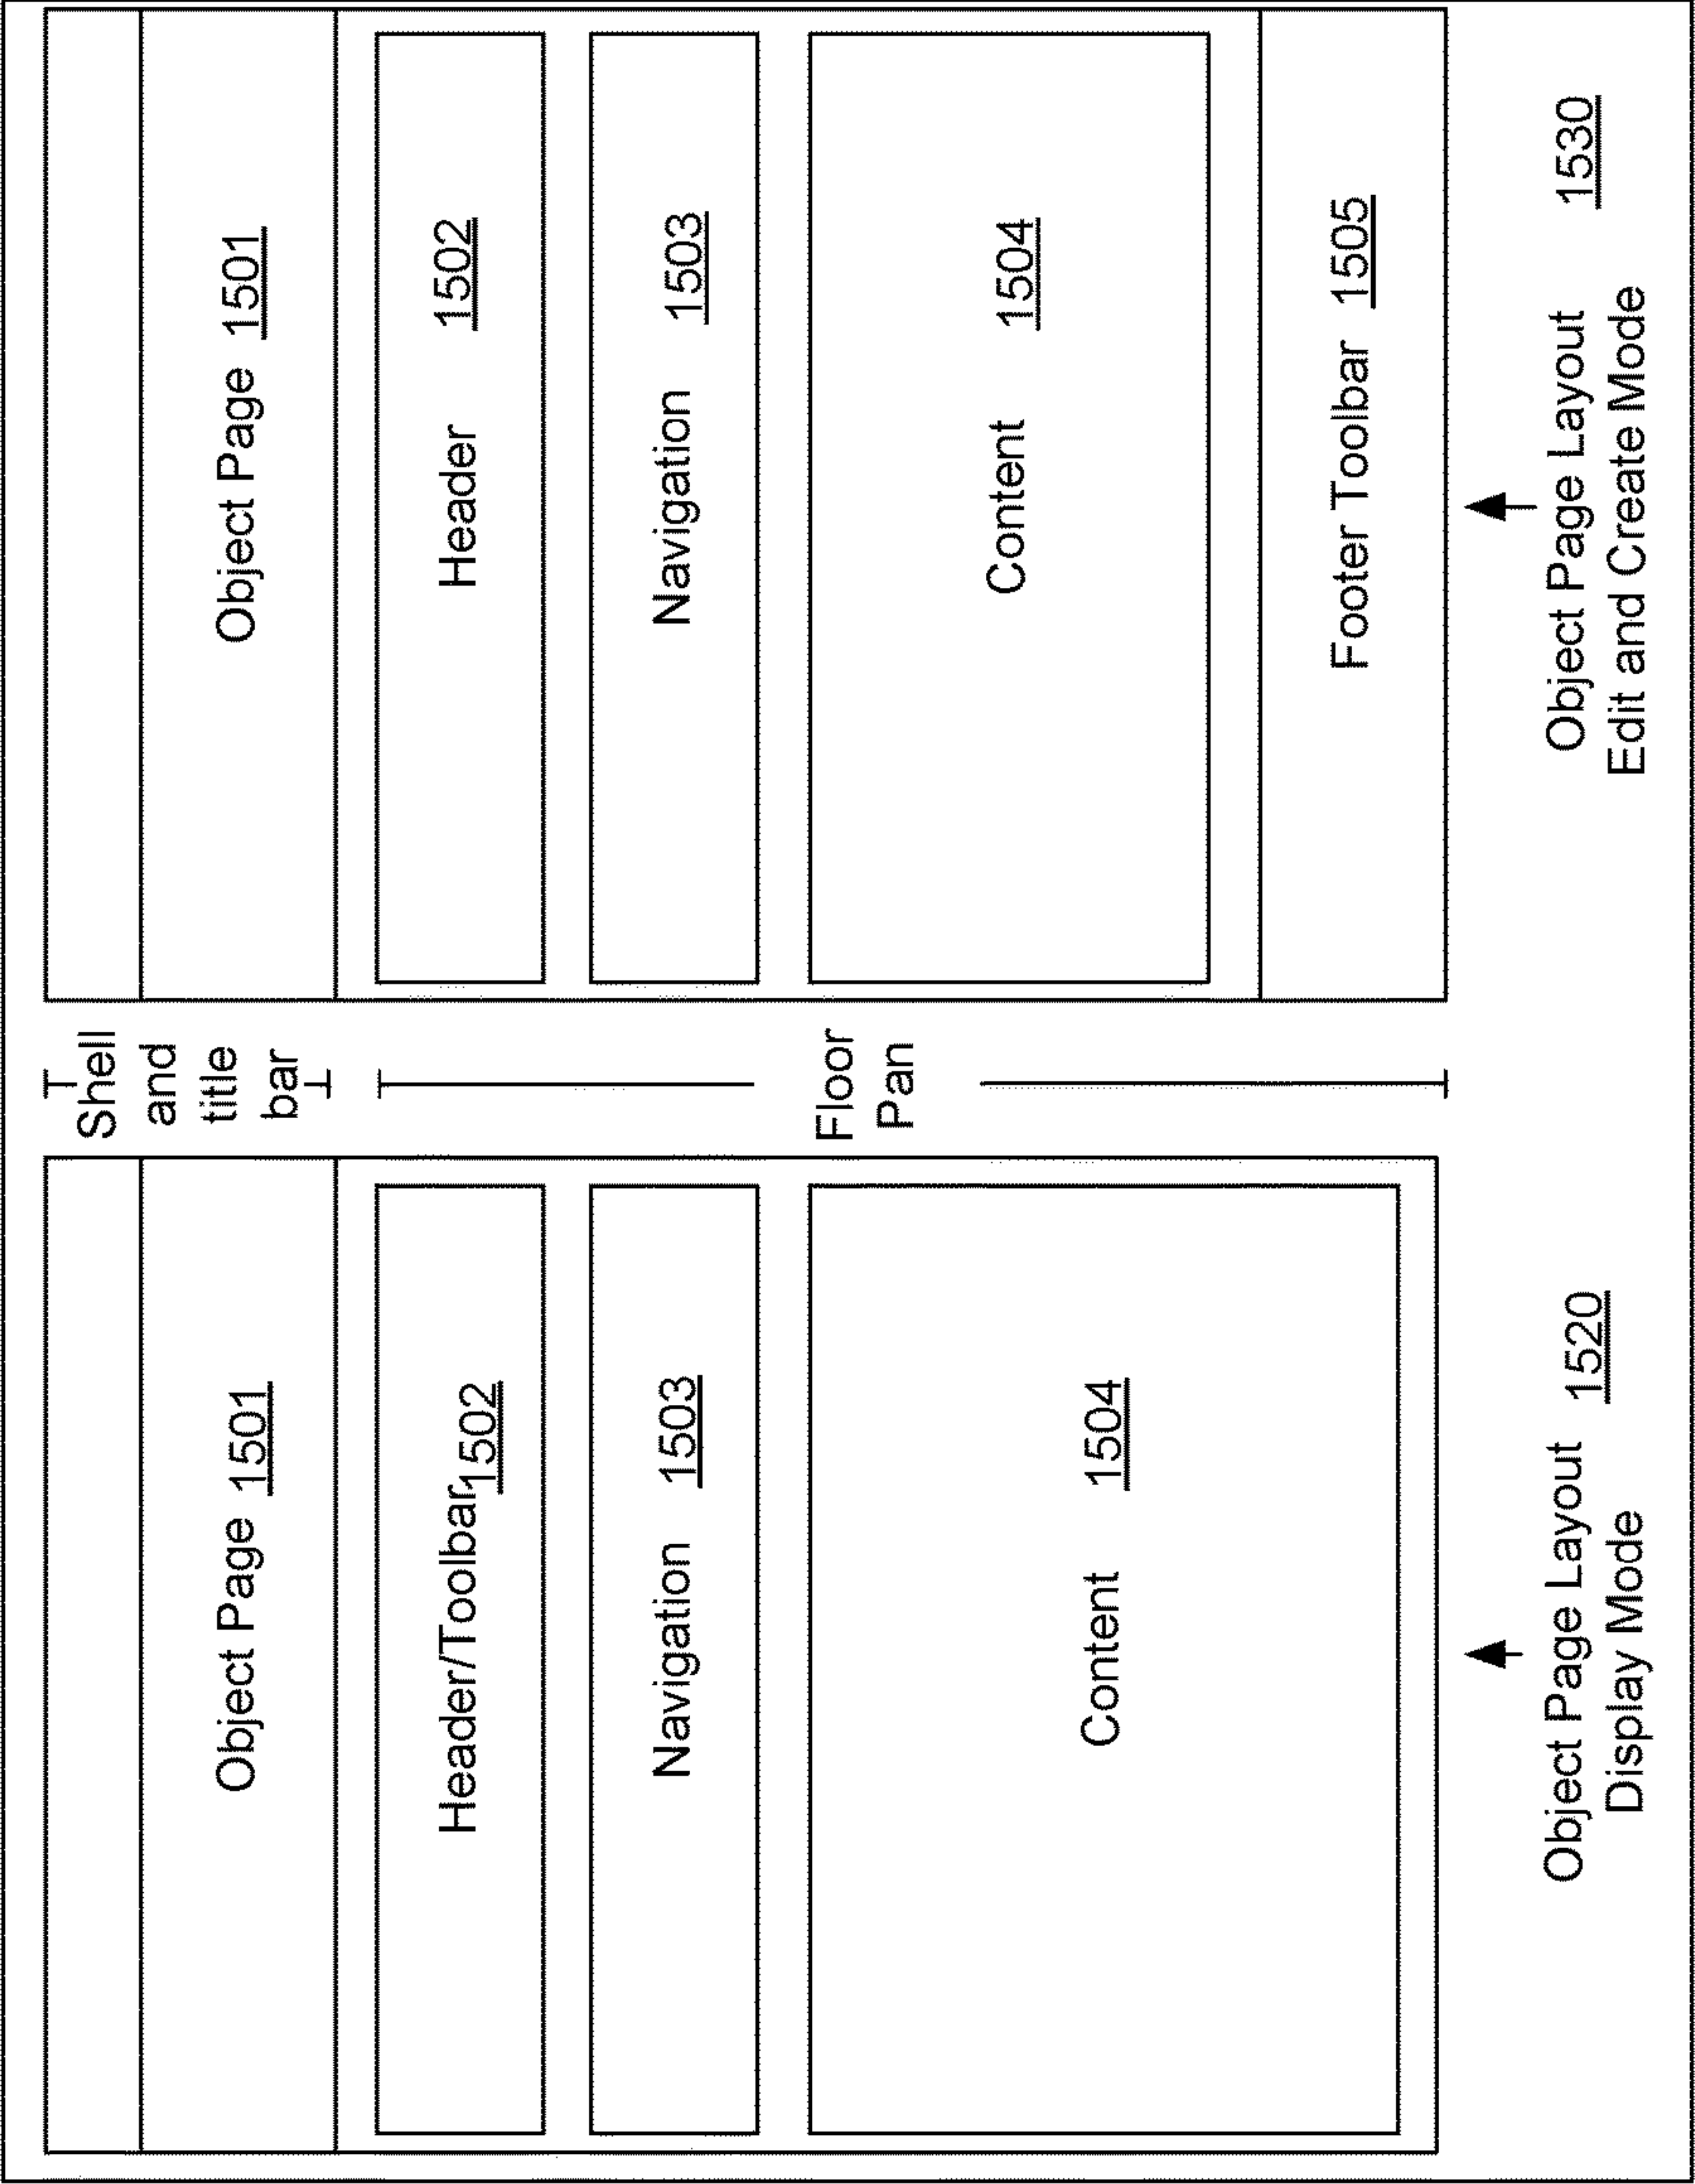 Object Page 1501
Header/Toolbar 1502
Navigation 1503
Content 1504
Object Page Layout 1520
Display Mode
Shell
and
title
bar
Floor
Pan
Object Page 1501
Header 1502
Navigation 1503
Content 1504
Footer Toolbar 1505
Object Page Layout 1530
Edit and Create Mode